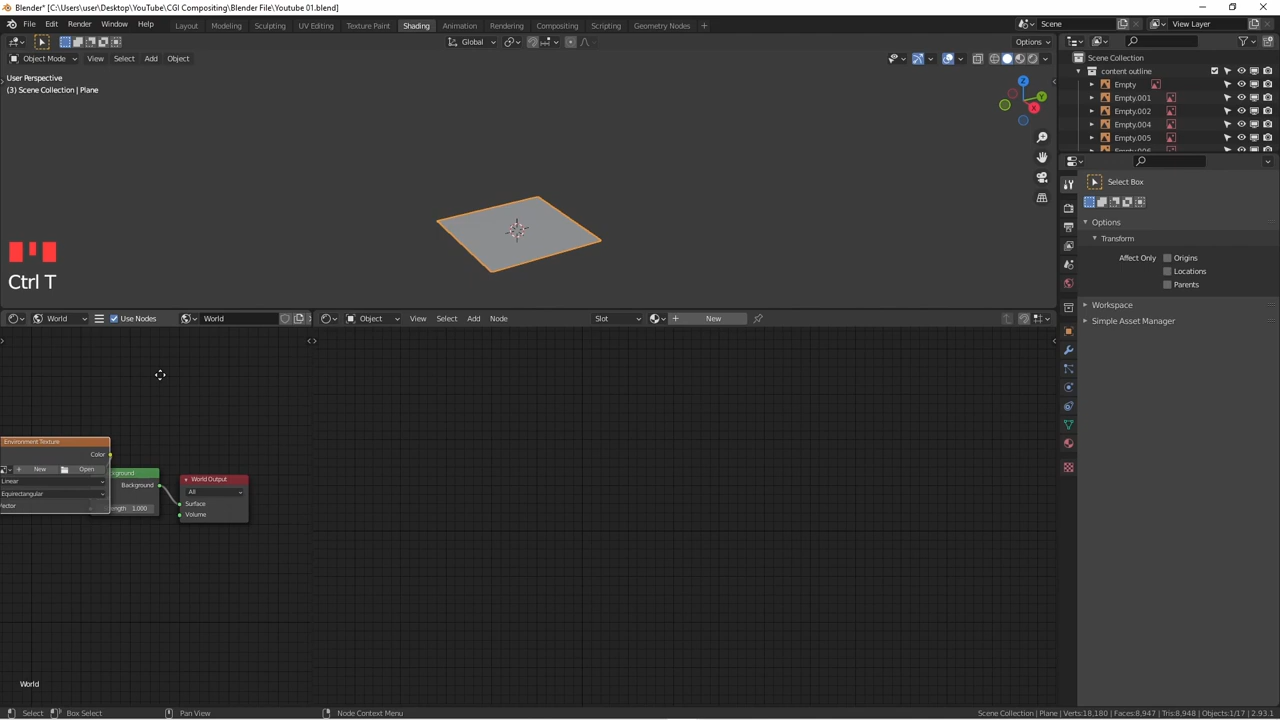 Blender* [C:\Users\user\Desktop\YouTube\CGI Compositing\Blender File\Youtube 01.blend]
File Edit Render Window Help Layout Modeling Sculpting UV Editing Texture Paint Shading Animation Rendering Compositing Scripting Geometry Nodes + Scene View Layer
Global Options
Object Mode View Select Add Object
User Perspective
(3) Scene Collection | Plane
Z
Y
X
Ctrl T
Scene Collection
content outline
Empty
Empty.001
Empty.002
Empty.004
Empty.005
Select Box
Options
Transform
Affect Only Origins
Locations
Parents
Workspace
Simple Asset Manager
World Use Nodes World
Object View Select Add Node Slot + New
Environment Texture
Color
+ New Open
Linear
Equirectangular
Background
1.000
World Output
All
Surface
Volume
World
Select Box Select Pan View Node Context Menu Scene Collection | Plane | Verts:18,180 | Faces:8,947 | Tris:8,948 | Objects:1/17 | 2.93.1